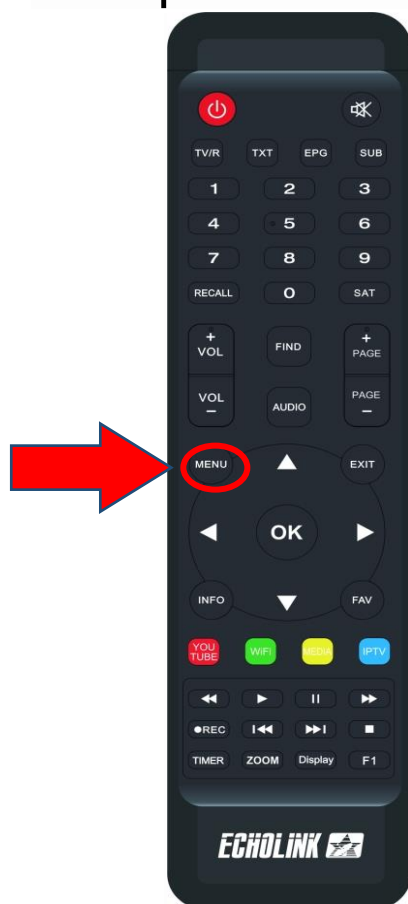 TV/R TXT EPG SUB
1 2 3
4 5 6
7 8 9
RECALL 0 SAT
+ +
VOL FIND PAGE
VOL PAGE
- AUDIO -
MENU EXIT
OK
INFO FAV
YOU
TUBE WiFi MEDIA IPTV
REC
TIMER ZOOM Display F1
ECHOLINK